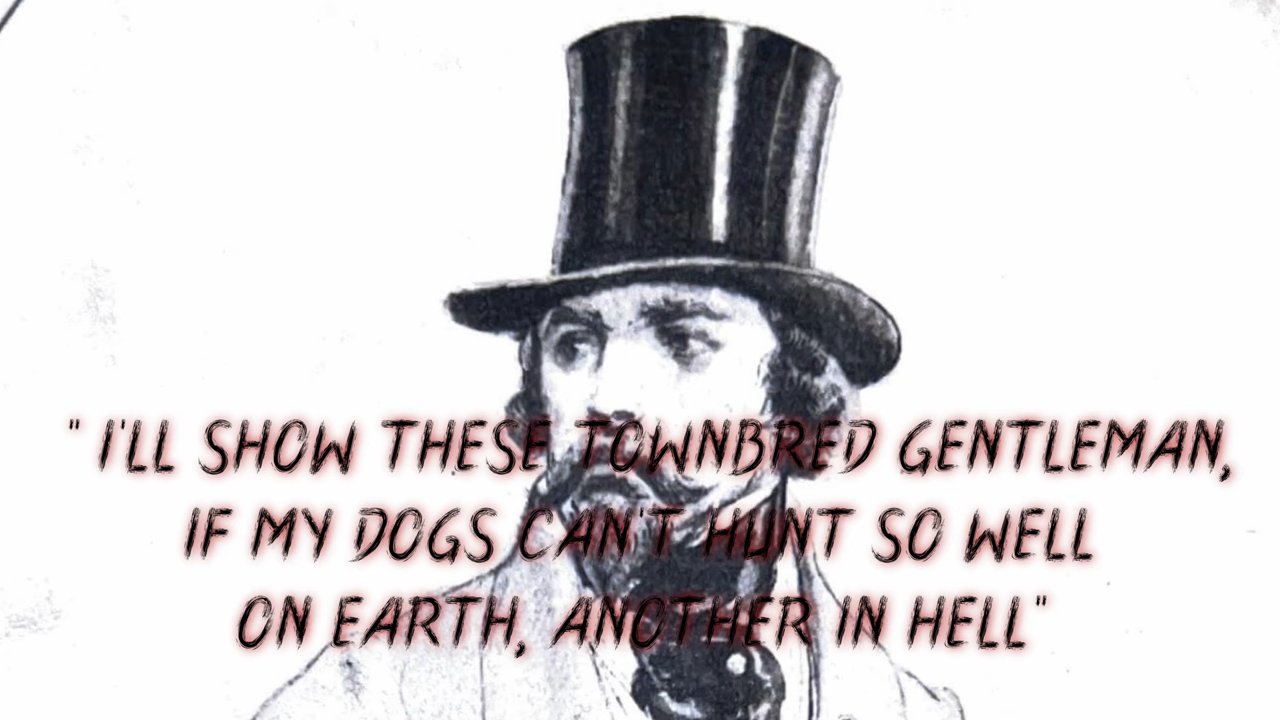 " I'LL SHOW THESE TOWNBRED GENTLEMAN,
IF MY DOGS CAN'T HUNT SO WELL
ON EARTH, ANOTHER IN HELL"